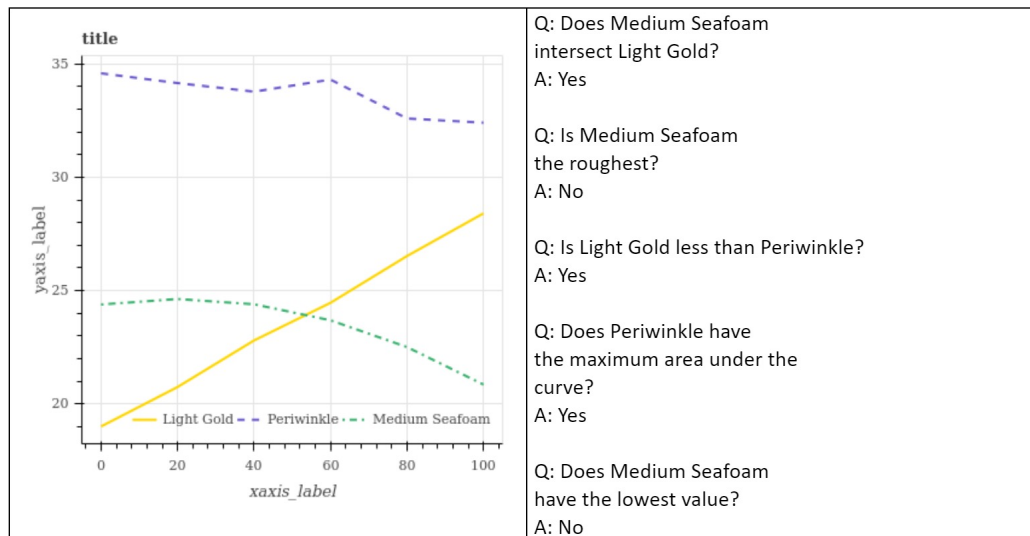 title
35
30
25
20
yaxis_label
Light Gold Periwinkle Medium Seafoam
0 20 40 60 80 100
xaxis_label
Q: Does Medium Seafoam
intersect Light Gold?
A: Yes
Q: Is Medium Seafoam
the roughest?
A: No
Q: Is Light Gold less than Periwinkle?
A: Yes
Q: Does Periwinkle have
the maximum area under the
curve?
A: Yes
Q: Does Medium Seafoam
have the lowest value?
A: No